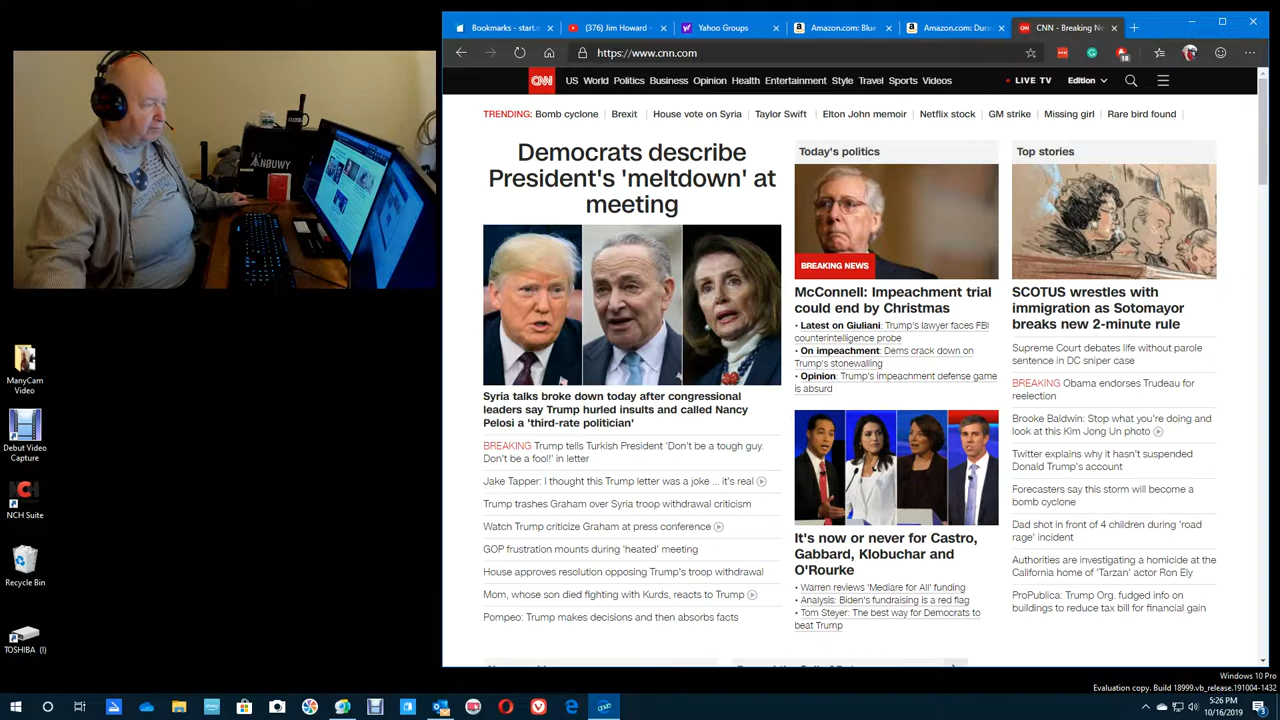 Bookmarks - start.m
(376) Jim Howard -
Yahoo Groups
Amazon.com: Blue
Amazon.com: Durin
CNN - Breaking Ne
https://www.cnn.com
18
CNN US World Politics Business Opinion Health Entertainment Style Travel Sports Videos LIVE TV Edition
TRENDING: Bomb cyclone Brexit House vote on Syria Taylor Swift Elton John memoir Netflix stock GM strike Missing girl Rare bird found
Democrats describe
President's 'meltdown' at
meeting
Syria talks broke down today after congressional
leaders say Trump hurled insults and called Nancy
Pelosi a 'third-rate politician'
BREAKING Trump tells Turkish President 'Don't be a tough guy.
Don't be a fool!' in letter
Jake Tapper: I thought this Trump letter was a joke ... it's real
Trump trashes Graham over Syria troop withdrawal criticism
Watch Trump criticize Graham at press conference
GOP frustration mounts during 'heated' meeting
House approves resolution opposing Trump's troop withdrawal
Mom, whose son died fighting with Kurds, reacts to Trump
Pompeo: Trump makes decisions and then absorbs facts
Today's politics
BREAKING NEWS
McConnell: Impeachment trial
could end by Christmas
• Latest on Giuliani: Trump's lawyer faces FBI
counterintelligence probe
• On impeachment: Dems crack down on
Trump's stonewalling
• Opinion: Trump's impeachment defense game
is absurd
It's now or never for Castro,
Gabbard, Klobuchar and
O'Rourke
• Warren reviews 'Mediare for All' funding
• Analysis: Biden's fundraising is a red flag
• Tom Steyer: The best way for Democrats to
beat Trump
Top stories
SCOTUS wrestles with
immigration as Sotomayor
breaks new 2-minute rule
Supreme Court debates life without parole
sentence in DC sniper case
BREAKING Obama endorses Trudeau for
reelection
Brooke Baldwin: Stop what you're doing and
look at this Kim Jong Un photo
Twitter explains why it hasn't suspended
Donald Trump's account
Forecasters say this storm will become a
bomb cyclone
Dad shot in front of 4 children during 'road
rage' incident
Authorities are investigating a homicide at the
California home of 'Tarzan' actor Ron Ely
ProPublica: Trump Org. fudged info on
buildings to reduce tax bill for financial gain
ManyCam
Video
Debut Video
Capture
NCH Suite
Recycle Bin
TOSHIBA (I)
Windows 10 Pro
Evaluation copy. Build 18999.vb_release.191004-1432
5:26 PM
10/16/2019
3